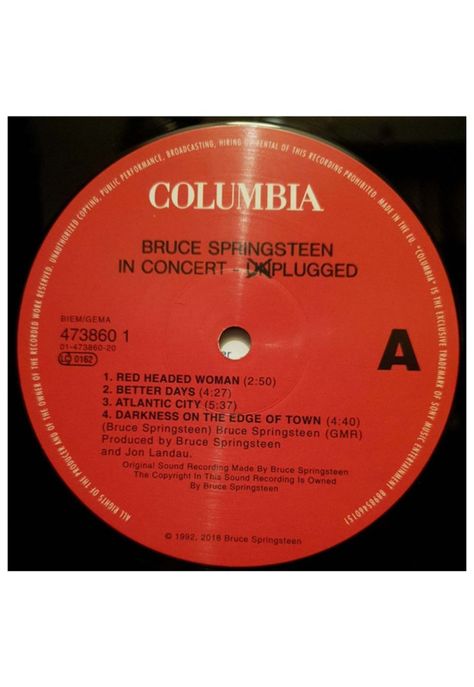 ALL RIGHTS OF THE PRODUCER AND OF THE OWNER OF THE RECORDED WORK RESERVED. UNAUTHORIZED COPYING, PUBLIC PERFORMANCE, BROADCASTING, HIRING OR RENTAL OF THIS RECORDING PROHIBITED. MADE IN THE EU. "COLUMBIA" IS THE EXCLUSIVE TRADEMARK OF SONY MUSIC ENTERTAINMENT
COLUMBIA
BRUCE SPRINGSTEEN
IN CONCERT - UNPLUGGED
BIEM/GEMA
473860 1
01-473860-20
LC 0162
A
1. RED HEADED WOMAN (2:50)
2. BETTER DAYS (4:27)
3. ATLANTIC CITY (5:37)
4. DARKNESS ON THE EDGE OF TOWN (4:40)
(Bruce Springsteen) Bruce Springsteen (GMR)
Produced by Bruce Springsteen
and Jon Landau.
Original Sound Recording Made By Bruce Springsteen
The Copyright In This Sound Recording Is Owned
By Bruce Springsteen
℗ © 1992, 2018 Bruce Springsteen